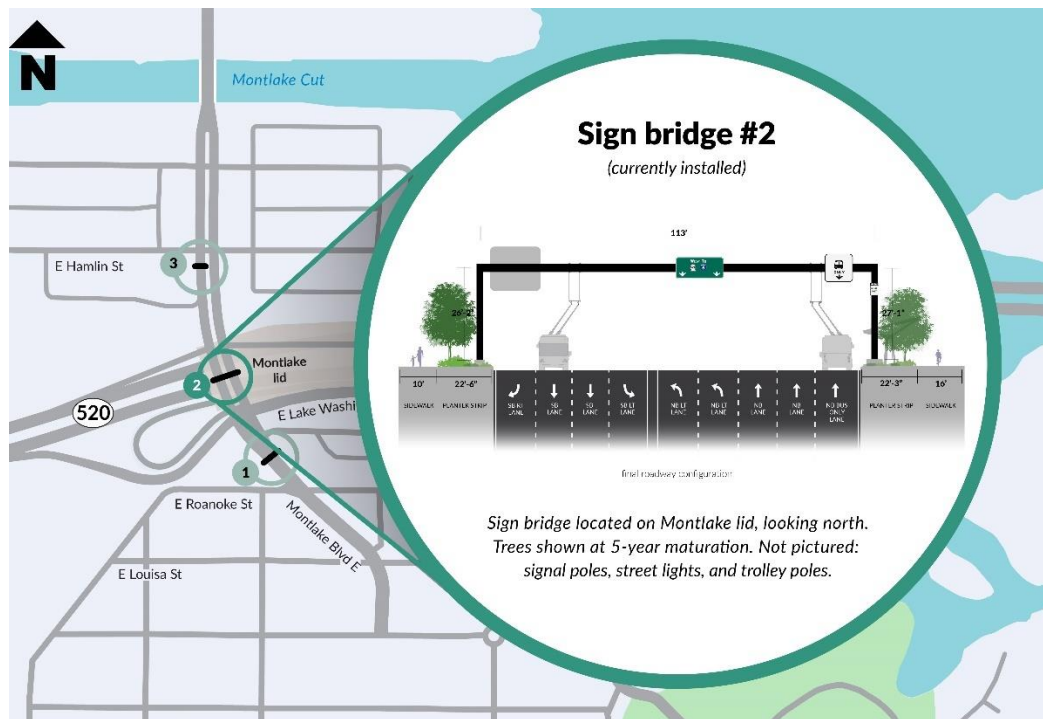 N
Montlake Cut
Sign bridge #2
(currently installed)
113'
E Hamlin St
3
26'-2"
27'-1"
Montlake
lid
2
520
E Lake Washi
1
E Roanoke St
Montlake Blvd E
E Louisa St
10'
22'-6"
22'-3"
16'
SIDEWALK
PLANTER STRIP
SB RT
LANE
SB
LANE
SB
LANE
SB LT
LANE
NB LT
LANE
NB LT
LANE
NB
LANE
NB
LANE
NB BUS
ONLY
LANE
PLANTER STRIP
SIDEWALK
final roadway configuration
Sign bridge located on Montlake lid, looking north.
Trees shown at 5-year maturation. Not pictured:
signal poles, street lights, and trolley poles.